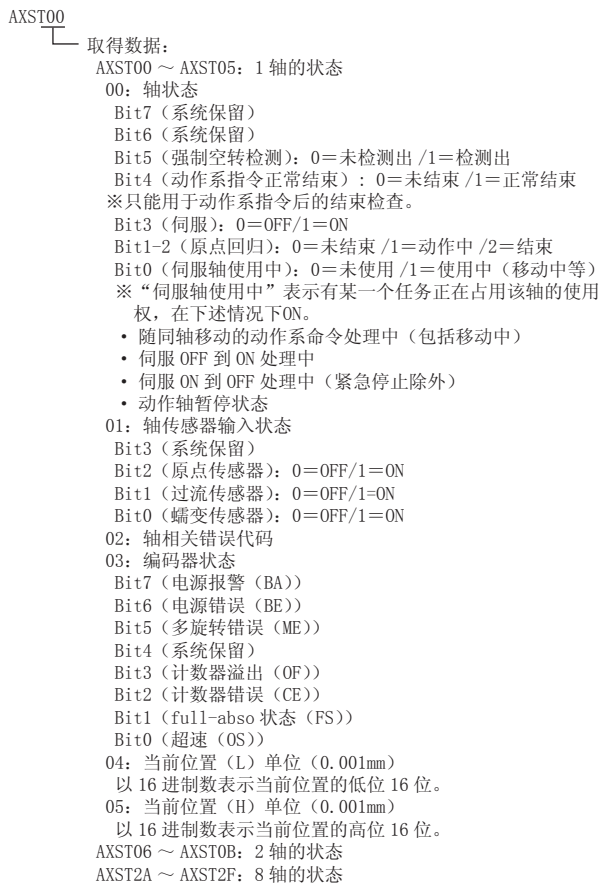 AXST00
取得数据：
AXST00 ～ AXST05：1 轴的状态
00：轴状态
Bit7（系统保留）
Bit6（系统保留）
Bit5（强制空转检测）：0＝未检测出 /1＝检测出
Bit4（动作系指令正常结束）：0＝未结束 /1＝正常结束
※只能用于动作系指令后的结束检查。
Bit3（伺服）：0＝OFF/1＝ON
Bit1-2（原点回归）：0＝未结束 /1＝动作中 /2＝结束
Bit0（伺服轴使用中）：0＝未使用 /1＝使用中（移动中等）
※“伺服轴使用中”表示有某一个任务正在占用该轴的使用
权，在下述情况下ON。
• 随同轴移动的动作系命令处理中（包括移动中）
• 伺服 OFF 到 ON 处理中
• 伺服 ON 到 OFF 处理中（紧急停止除外）
• 动作轴暂停状态
01：轴传感器输入状态
Bit3（系统保留）
Bit2（原点传感器）：0＝OFF/1＝ON
Bit1（过流传感器）：0＝OFF/1=ON
Bit0（蠕变传感器）：0＝OFF/1＝ON
02：轴相关错误代码
03：编码器状态
Bit7（电源报警（BA））
Bit6（电源错误（BE））
Bit5（多旋转错误（ME））
Bit4（系统保留）
Bit3（计数器溢出（OF））
Bit2（计数器错误（CE））
Bit1（full-abso 状态（FS））
Bit0（超速（OS））
04：当前位置（L）单位（0.001mm）
以 16 进制数表示当前位置的低位 16 位。
05：当前位置（H）单位（0.001mm）
以 16 进制数表示当前位置的高位 16 位。
AXST06 ～ AXST0B：2 轴的状态
AXST2A ～ AXST2F：8 轴的状态